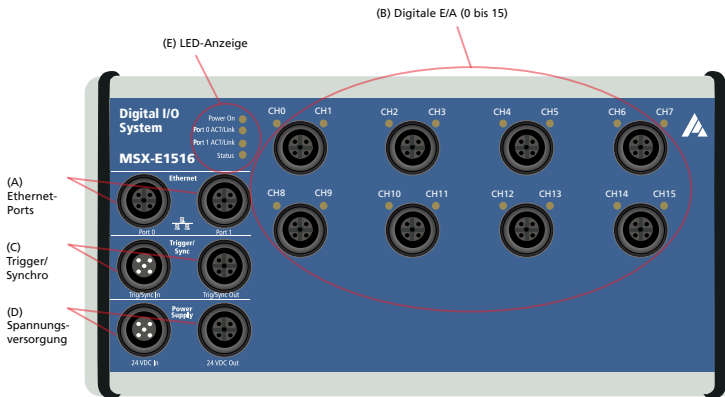 (B) Digitale E/A (0 bis 15)
(E) LED-Anzeige
Digital I/O
System
MSX-E1516
Power On
Port 0 ACT/Link
Port 1 ACT/Link
Status
CH0 CH1 CH2 CH3 CH4 CH5 CH6 CH7
CH8 CH9 CH10 CH11 CH12 CH13 CH14 CH15
(A)
Ethernet-
Ports
Ethernet
Port 0 Port 1
(C)
Trigger/
Synchro
Trigger/
Sync
Trig/Sync In Trig/Sync Out
(D)
Spannungs-
versorgung
Power
Supply
24 VDC In 24 VDC Out